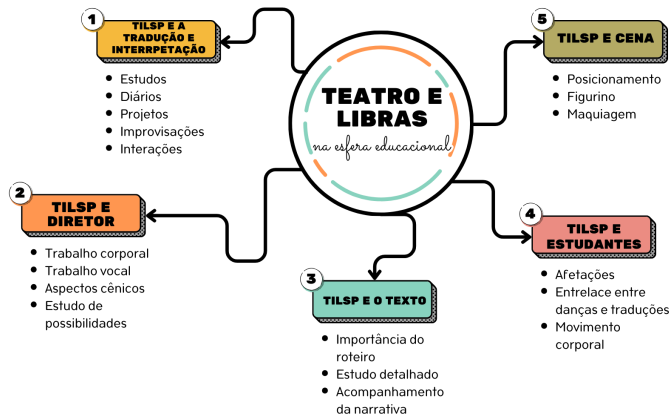 TEATRO E
LIBRAS
na esfera educacional
1
TILSP E A
TRADUÇÃO E
INTERRPETAÇÃO
• Estudos
• Diários
• Projetos
• Improvisações
• Interações
2
TILSP E
DIRETOR
• Trabalho corporal
• Trabalho vocal
• Aspectos cênicos
• Estudo de
possibilidades
3
TILSP E O TEXTO
• Importância do
roteiro
• Estudo detalhado
• Acompanhamento
da narrativa
4
TILSP E
ESTUDANTES
• Afetações
• Entrelace entre
danças e traduções
• Movimento
corporal
5
TILSP E CENA
• Posicionamento
• Figurino
• Maquiagem